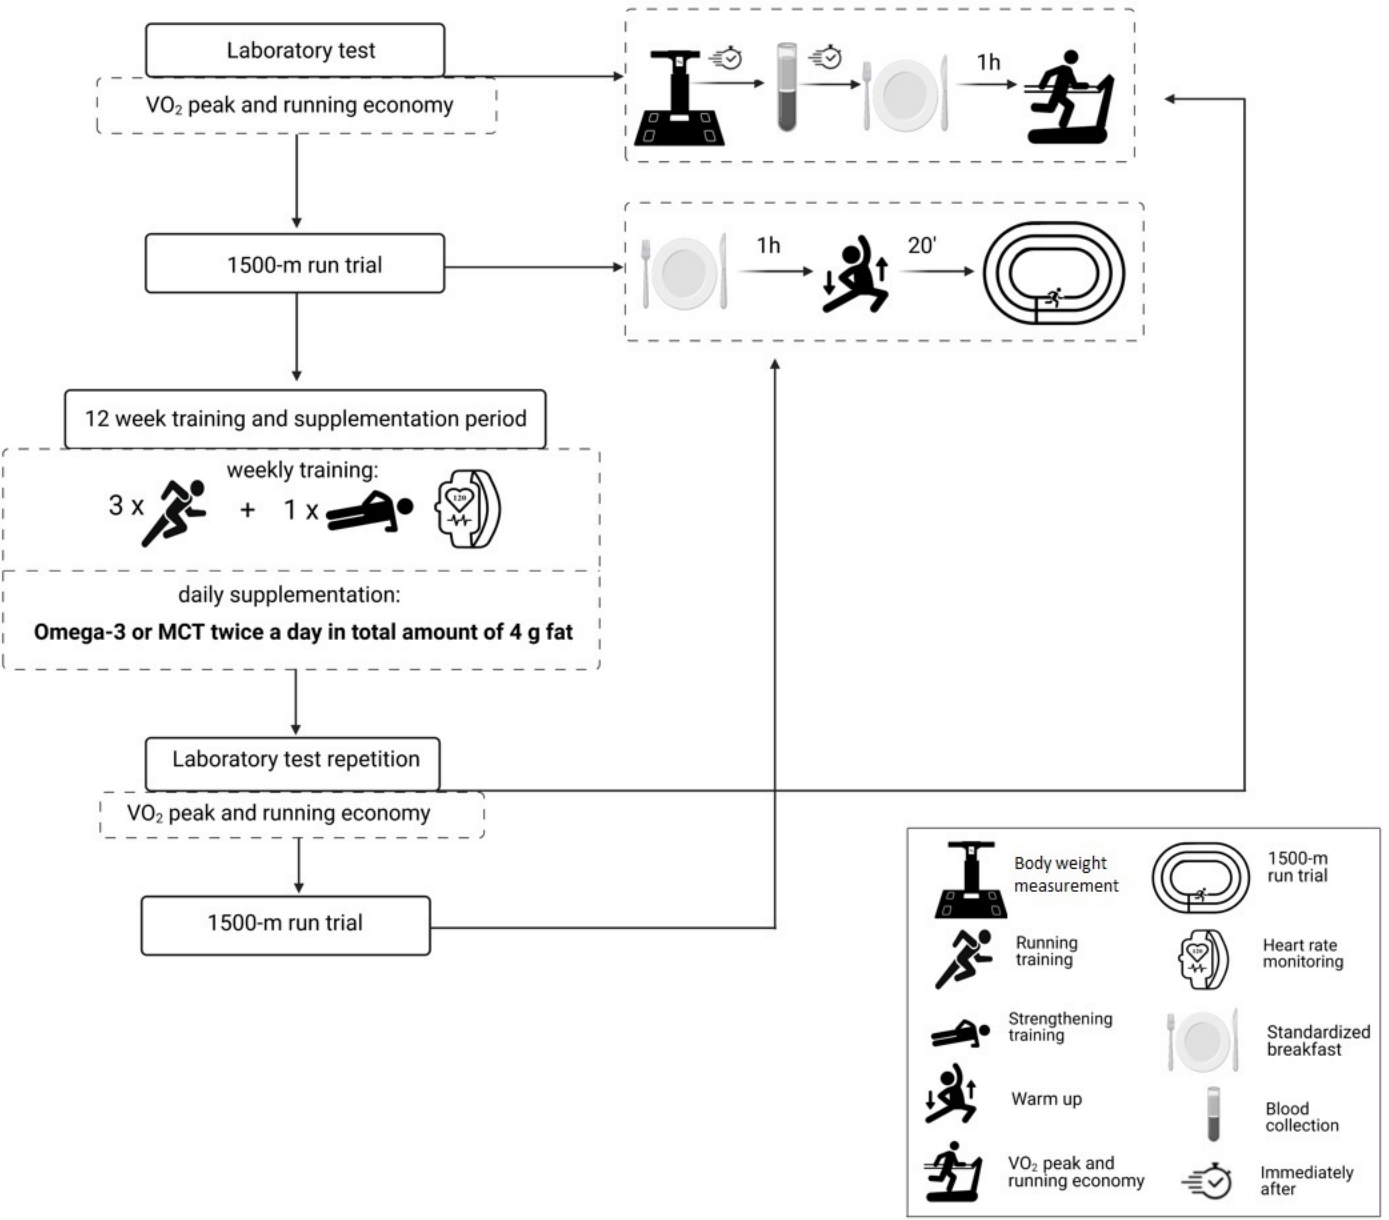 Laboratory test
VO₂ peak and running economy
1h
1500-m run trial
1h
20'
12 week training and supplementation period
weekly training:
3 x
+
1 x
120
daily supplementation:
Omega-3 or MCT twice a day in total amount of 4 g fat
Laboratory test repetition
VO₂ peak and running economy
1500-m run trial
Body weight
measurement
1500-m
run trial
Running
training
120
Heart rate
monitoring
Strengthening
training
Standardized
breakfast
Warm up
Blood
collection
VO₂ peak and
running economy
Immediately
after